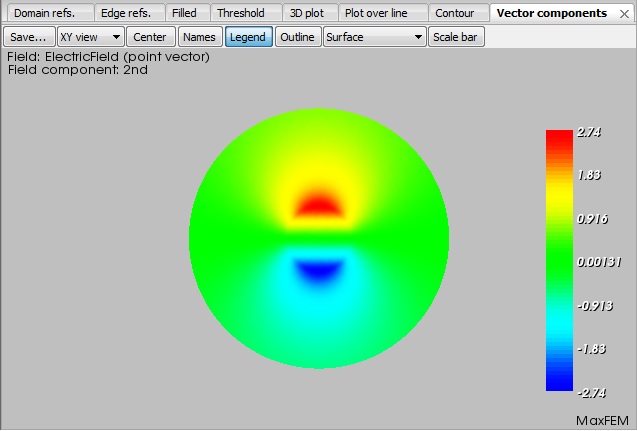 Domain refs. Edge refs. Filled Threshold 3D plot Plot over line Contour Vector components
Save... XY view Center Names Legend Outline Surface Scale bar
Field: ElectricField (point vector)
Field component: 2nd
2.74
1.83
0.916
0.00131
-0.913
-1.83
-2.74
MaxFEM